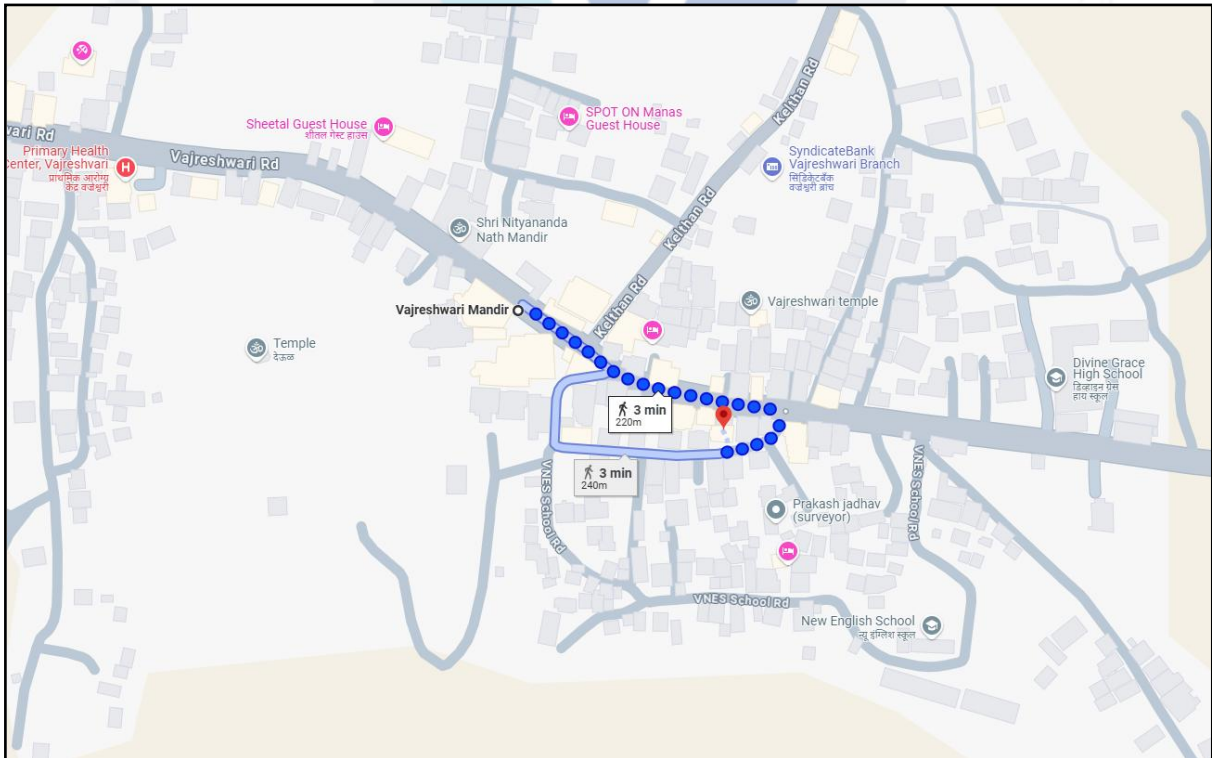 wari Rd
Primary Health
Center, Vajreshvari
प्राथमिक आरोग्य
केंद्र वज्रेश्वरी
Vajreshwari Rd
Sheetal Guest House
शीतल गेस्ट हाउस
SPOT ON Manas
Guest House
Kelthan Rd
SyndicateBank
Vajreshwari Branch
सिंडिकेटबँक
वज्रेश्वरी ब्रांच
Shri Nityananda
Nath Mandir
Kelthan Rd
Kelthan Rd
Vajreshwari Mandir
Vajreshwari temple
Temple
देऊळ
Divine Grace
High School
डिव्हाइन ग्रेस
हाय स्कूल
3 min
220m
3 min
240m
VNES School Rd
VNES School Rd
Prakash jadhav
(surveyor)
VNES School Rd
New English School
न्यू इंग्लिश स्कूल